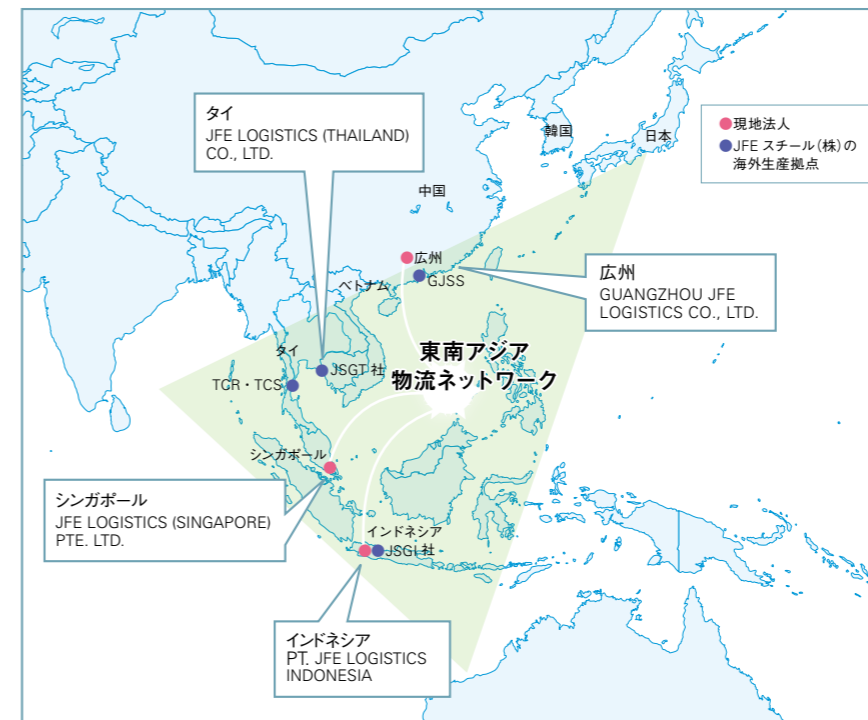 タイ
JFE LOGISTICS (THAILAND)
CO., LTD.
韓国
日本
現地法人
JFE スチール(株)の
海外生産拠点
中国
広州
GJSS
ベトナム
広州
GUANGZHOU JFE
LOGISTICS CO., LTD.
タイ
JSGT 社
TCR・TCS
東南アジア
物流ネットワーク
シンガポール
シンガポール
JFE LOGISTICS (SINGAPORE)
PTE. LTD.
インドネシア
JSGI 社
インドネシア
PT. JFE LOGISTICS
INDONESIA